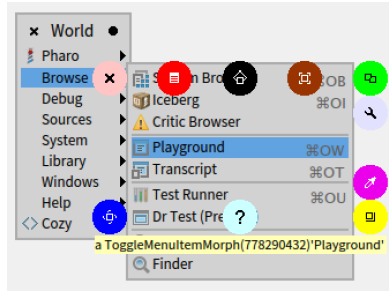 World
Pharo
Browse
Debug
Sources
System
Library
Windows
Help
Cozy
Bro
⌘OB
Iceberg
⌘OI
Critic Browser
Playground
⌘OW
Transcript
⌘OT
Test Runner
⌘OU
Dr Test (Pre
?
a ToggleMenuItemMorph(778290432)'Playground'
Finder